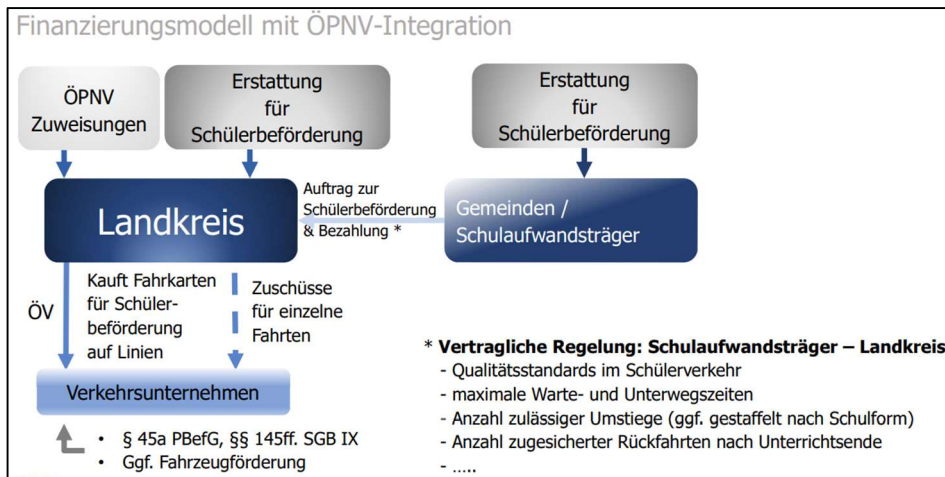 Finanzierungsmodell mit ÖPNV-Integration
ÖPNV
Zuweisungen
Erstattung
für
Schülerbeförderung
Erstattung
für
Schülerbeförderung
Landkreis
Auftrag zur
Schülerbeförderung
& Bezahlung *
Gemeinden /
Schulaufwandsträger
ÖV
Kauft Fahrkarten
für Schüler-
beförderung
auf Linien
Zuschüsse
für einzelne
Fahrten
Verkehrsunternehmen
• § 45a PBefG, §§ 145ff. SGB IX
• Ggf. Fahrzeugförderung
* Vertragliche Regelung: Schulaufwandsträger – Landkreis
- Qualitätsstandards im Schülerverkehr
- maximale Warte- und Unterwegszeiten
- Anzahl zulässiger Umstiege (ggf. gestaffelt nach Schulform)
- Anzahl zugesicherter Rückfahrten nach Unterrichtsende
- .....